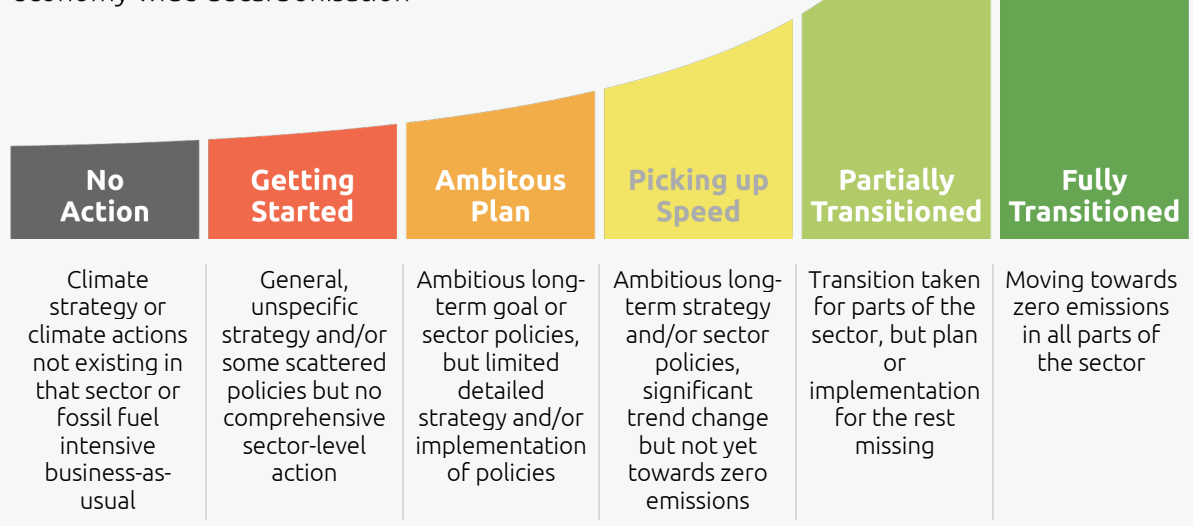 economy-wide decarbonisation
No
Action
Getting
Started
Ambitous
Plan
Picking up
Speed
Partially
Transitioned
Fully
Transitioned
Climate
strategy or
climate actions
not existing in
that sector or
fossil fuel
intensive
business-as-
usual
General,
unspecific
strategy and/or
some scattered
policies but no
comprehensive
sector-level
action
Ambitious long-
term goal or
sector policies,
but limited
detailed
strategy and/or
implementation
of policies
Ambitious long-
term strategy
and/or sector
policies,
significant
trend change
but not yet
towards zero
emissions
Transition taken
for parts of the
sector, but plan
or
implementation
for the rest
missing
Moving towards
zero emissions
in all parts of
the sector